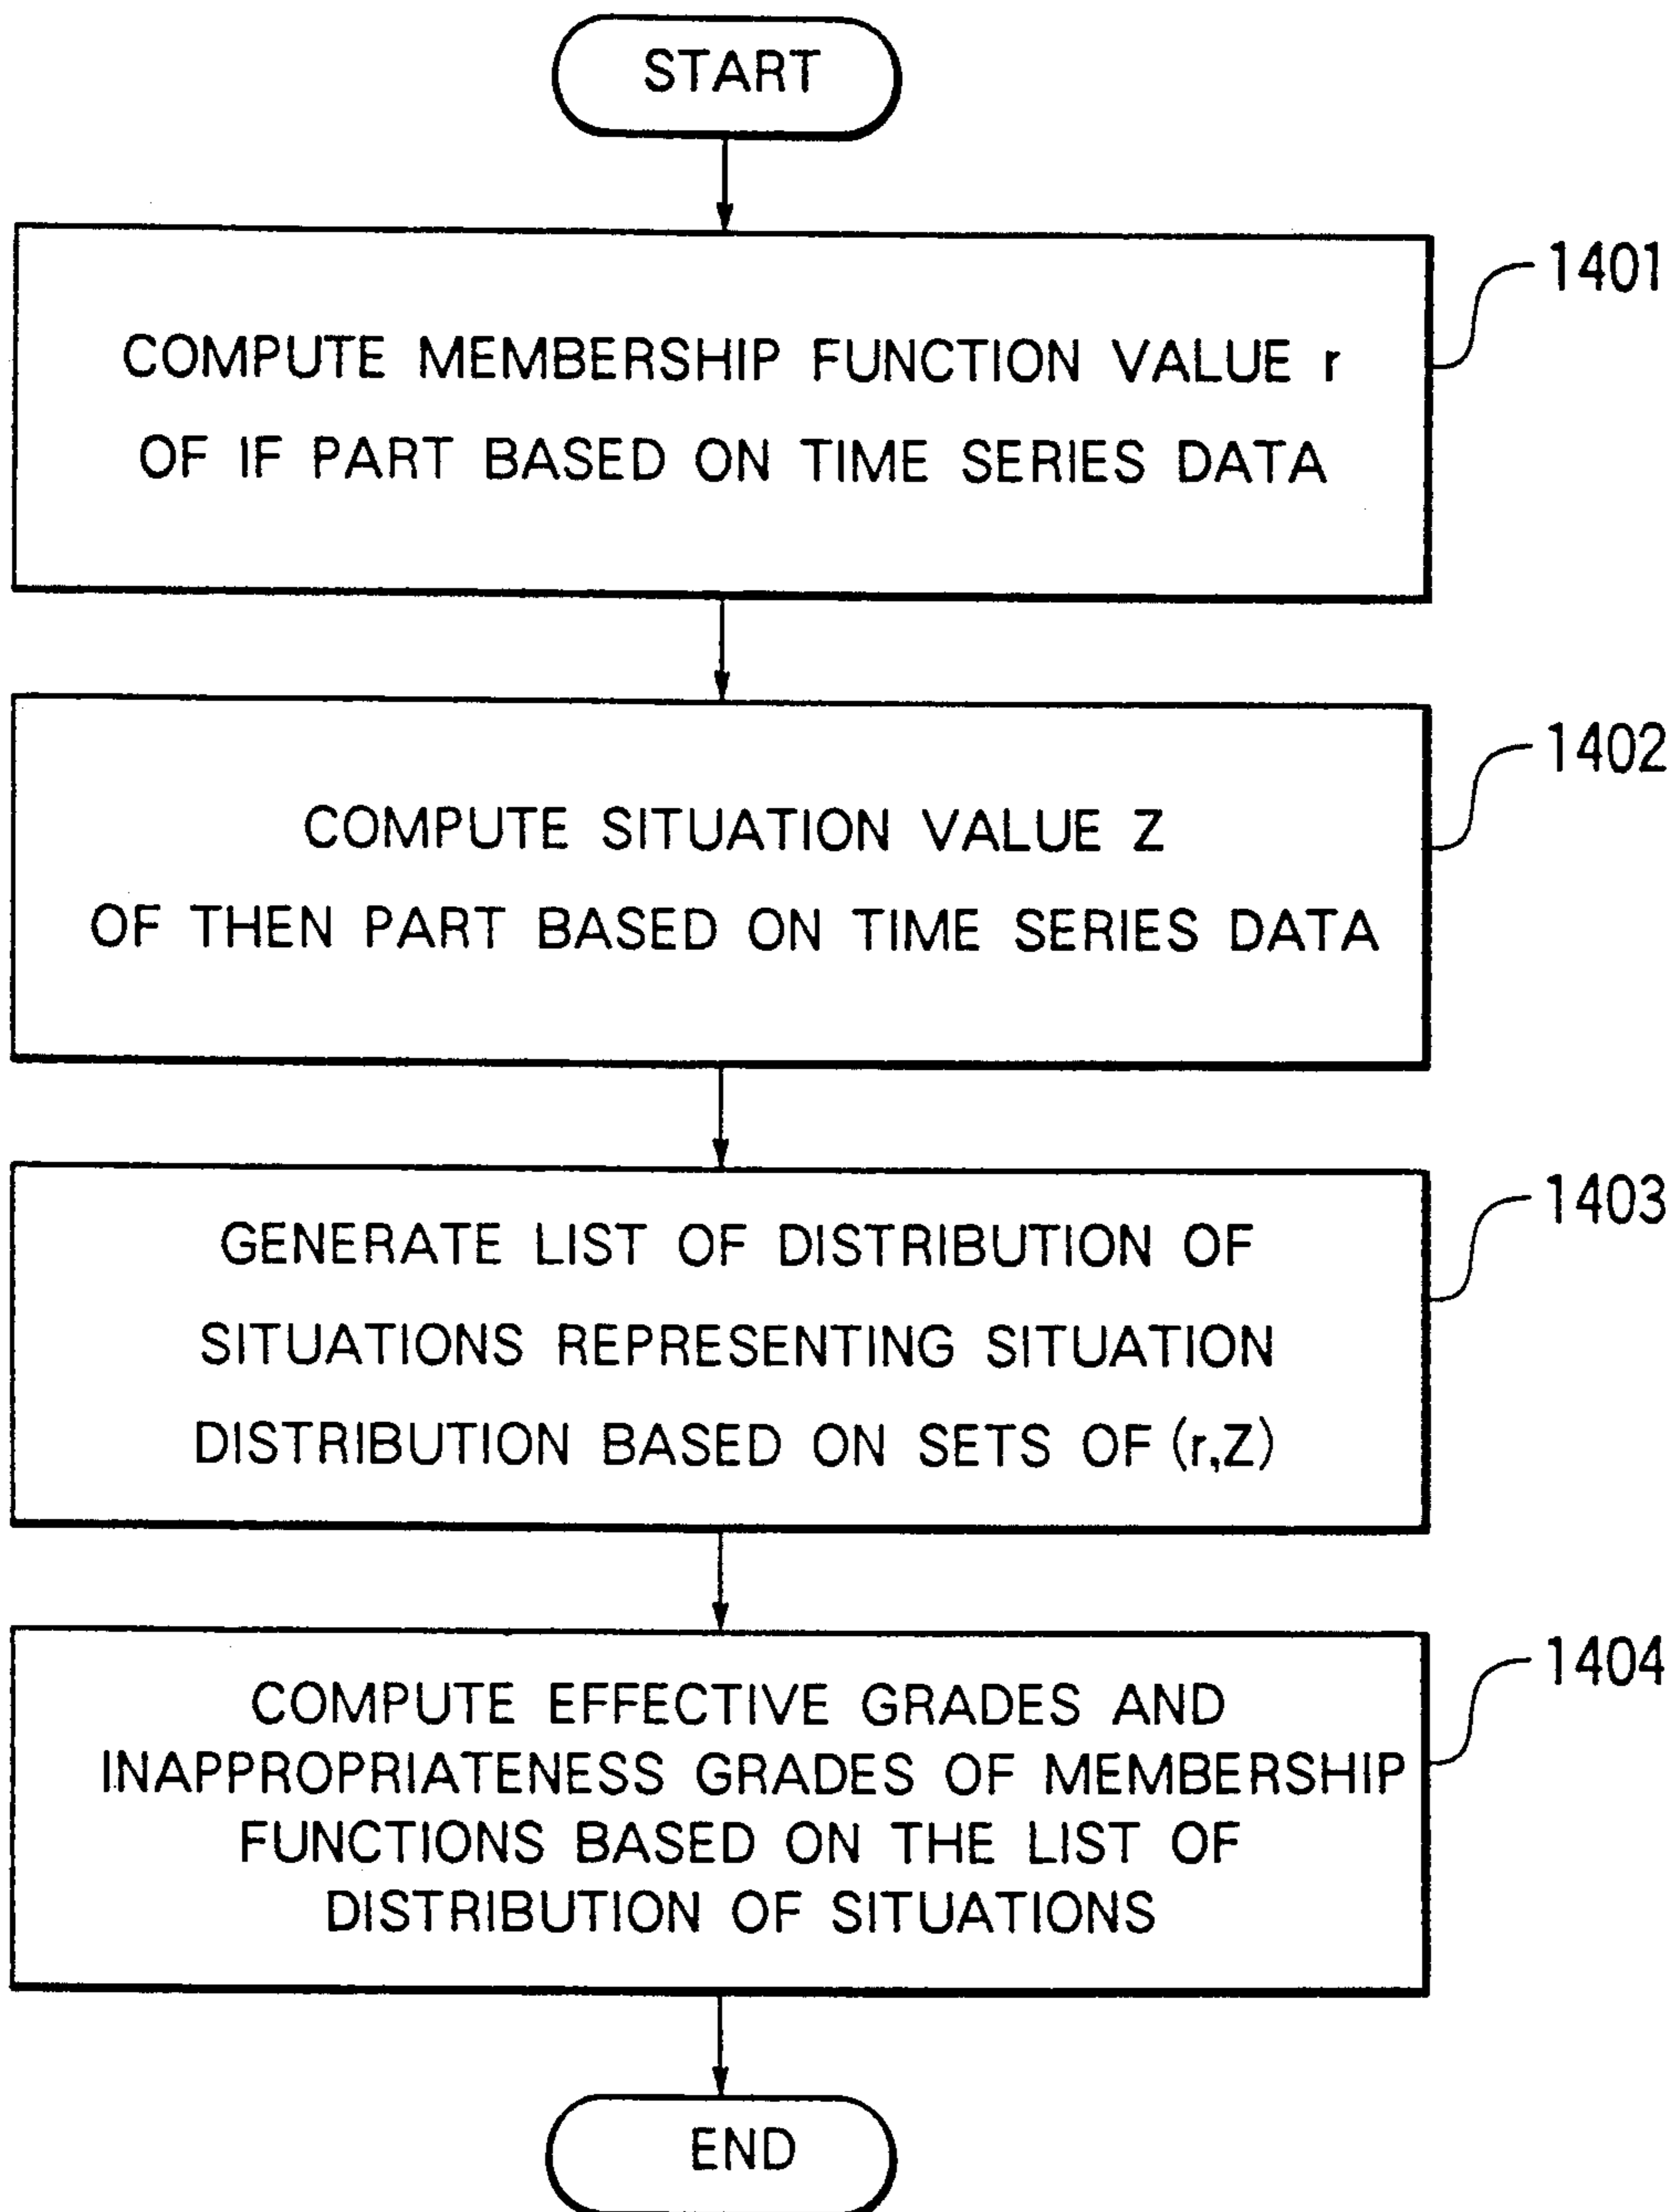 START
1401
COMPUTE MEMBERSHIP FUNCTION VALUE r
OF IF PART BASED ON TIME SERIES DATA
1402
COMPUTE SITUATION VALUE Z
OF THEN PART BASED ON TIME SERIES DATA
1403
GENERATE LIST OF DISTRIBUTION OF
SITUATIONS REPRESENTING SITUATION
DISTRIBUTION BASED ON SETS OF (r,Z)
1404
COMPUTE EFFECTIVE GRADES AND
INAPPROPRIATENESS GRADES OF MEMBERSHIP
FUNCTIONS BASED ON THE LIST OF
DISTRIBUTION OF SITUATIONS
END